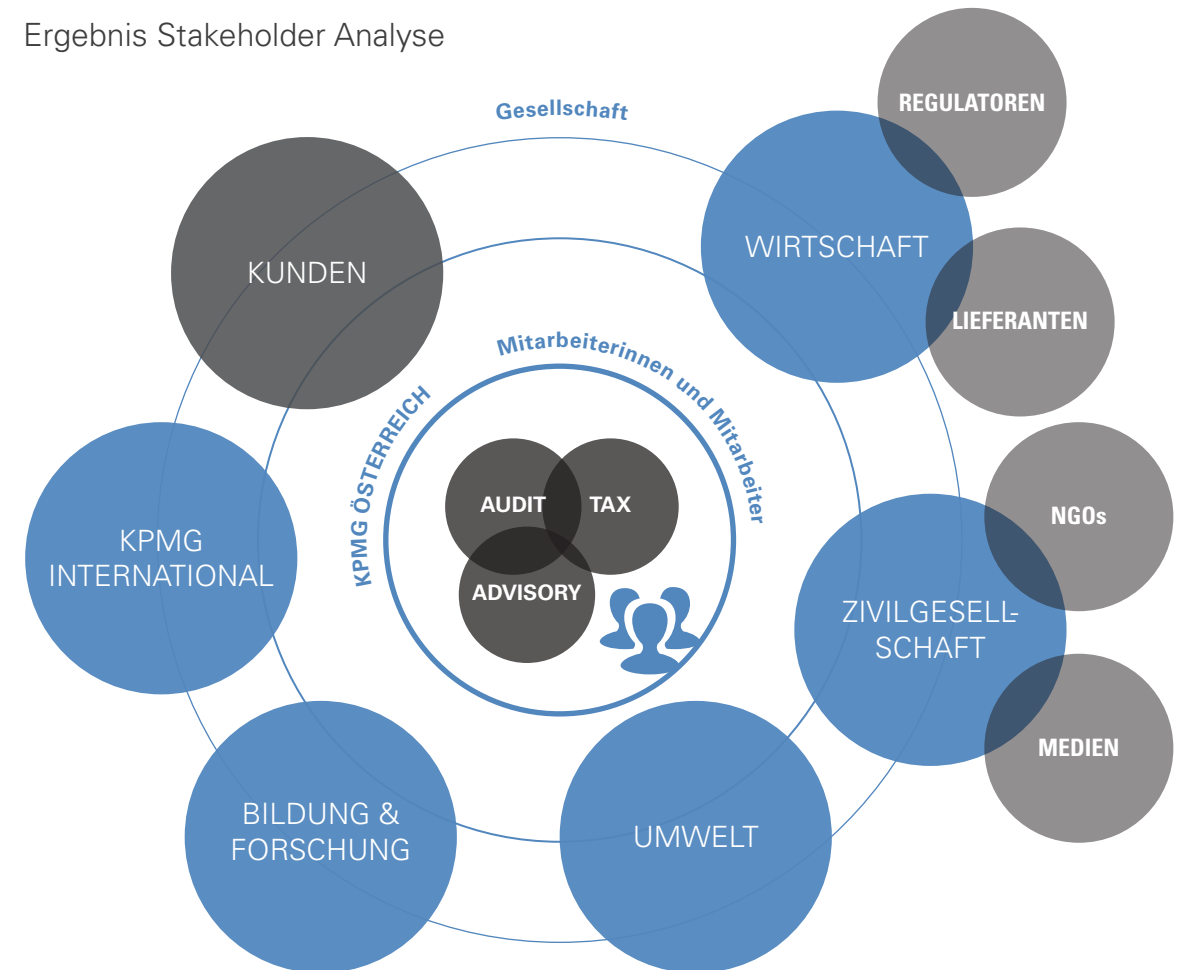 Ergebnis Stakeholder Analyse
REGULATOREN
Gesellschaft
WIRTSCHAFT
KUNDEN
LIEFERANTEN
Mitarbeiterinnen und Mitarbeiter
KPMG ÖSTERREICH
AUDIT
TAX
NGOs
KPMG
INTERNATIONAL
ADVISORY
ZIVILGESELL-
SCHAFT
MEDIEN
BILDUNG &
FORSCHUNG
UMWELT